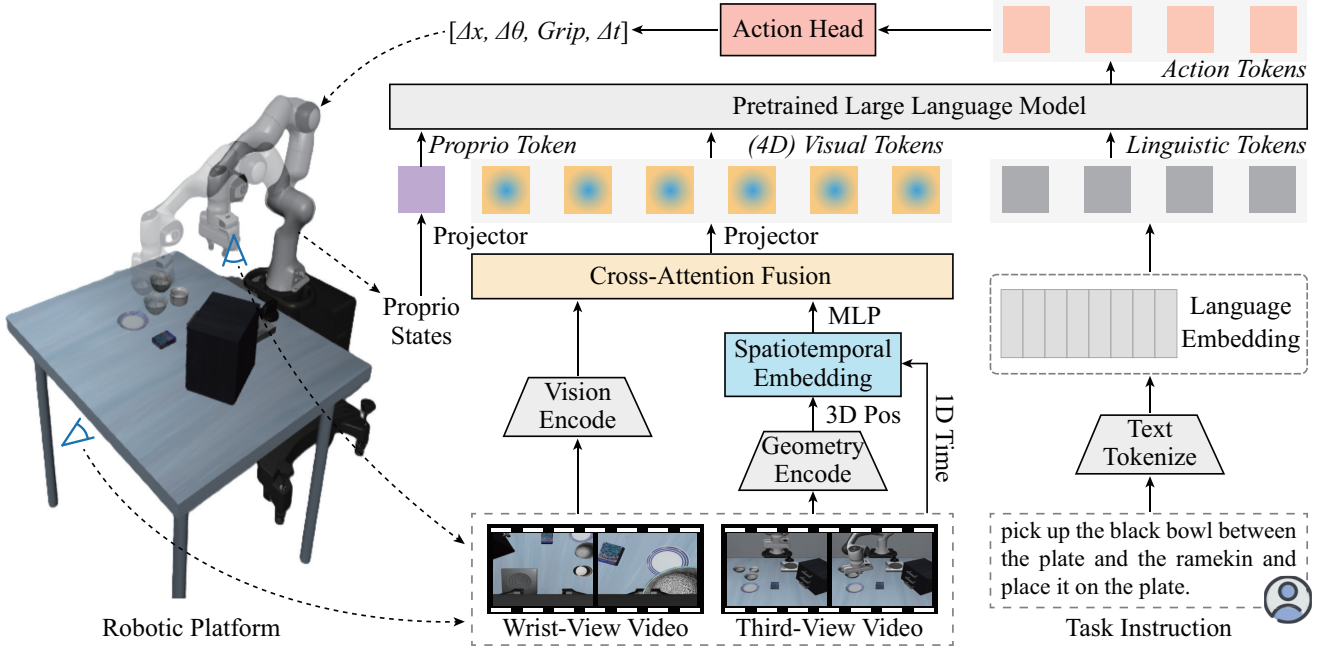 [Δx, Δθ, Grip, Δt]
Action Head
Action Tokens
Pretrained Large Language Model
Proprio Token
(4D) Visual Tokens
Linguistic Tokens
Projector
Projector
Cross-Attention Fusion
Proprio
States
MLP
Spatiotemporal
Embedding
Language
Embedding
Vision
Encode
3D Pos
1D Time
Geometry
Encode
Text
Tokenize
pick up the black bowl between
the plate and the ramekin and
place it on the plate.
Robotic Platform
Wrist-View Video
Third-View Video
Task Instruction